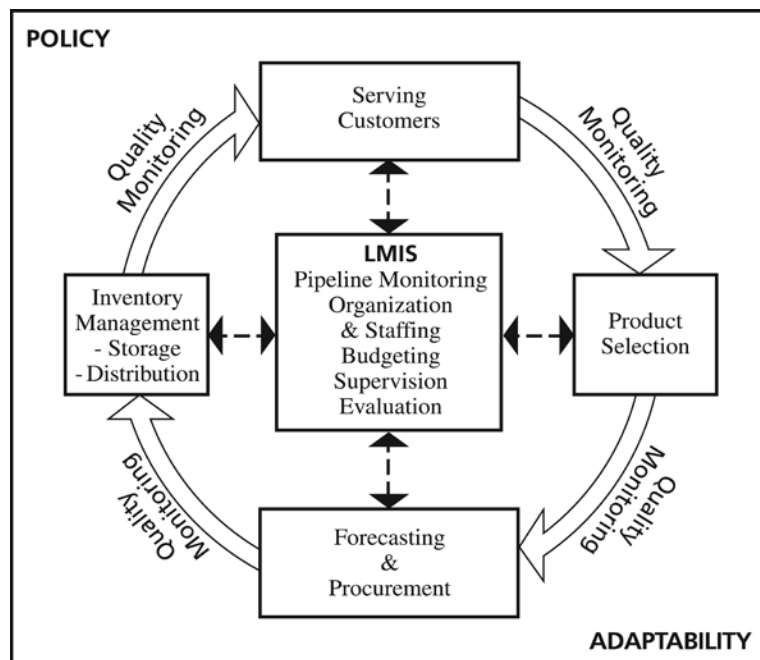 POLICY
Serving
Customers
Quality
Monitoring
Quality
Monitoring
LMIS
Pipeline Monitoring
Organization
& Staffing
Budgeting
Supervision
Evaluation
Inventory
Management
- Storage
- Distribution
Product
Selection
Quality
Monitoring
Quality
Monitoring
Forecasting
&
Procurement
ADAPTABILITY